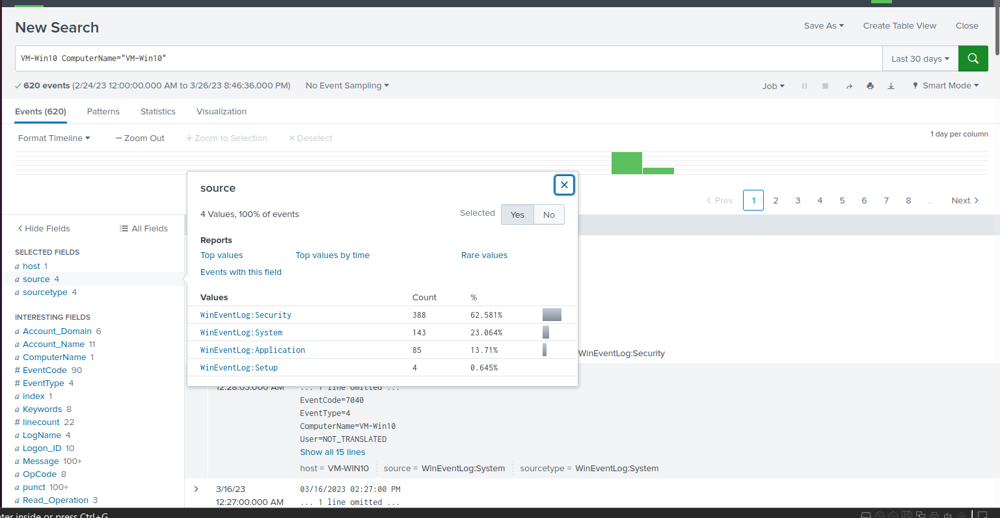 New Search
Save As Create Table View Close
VM-Win10 ComputerName="VM-Win10"
Last 30 days
620 events (2/24/23 12:00:00.000 AM to 3/26/23 8:46:36.000 PM) No Event Sampling
Job Smart Mode
Events (620) Patterns Statistics Visualization
Format Timeline — Zoom Out + Zoom to Selection × Deselect
1 day per column
< Prev 1 2 3 4 5 6 7 8 ... Next >
source
4 Values, 100% of events
Selected Yes No
Reports
Top values Top values by time Rare values
Events with this field
Values Count %
WinEventLog:Security 388 62.581%
WinEventLog:System 143 23.064%
WinEventLog:Application 85 13.71%
WinEventLog:Setup 4 0.645%
< Hide Fields All Fields
SELECTED FIELDS
a host 1
a source 4
a sourcetype 4
INTERESTING FIELDS
a Account_Domain 6
a Account_Name 11
a ComputerName 1
# EventCode 90
# EventType 4
a index 1
a Keywords 8
# linecount 22
a LogName 4
a Logon_ID 10
a Message 100+
a OpCode 8
a punct 100+
a Read_Operation 3
WinEventLog:Security
12:28:03.000 AM ... 1 line omitted ...
EventCode=7040
EventType=4
ComputerName=VM-Win10
User=NOT_TRANSLATED
Show all 15 lines
host = VM-WIN10 source = WinEventLog:System sourcetype = WinEventLog:System
3/16/23 03/16/2023 02:27:00 PM
12:27:00.000 AM ... 1 line omitted ...
nter inside or press Ctrl+G